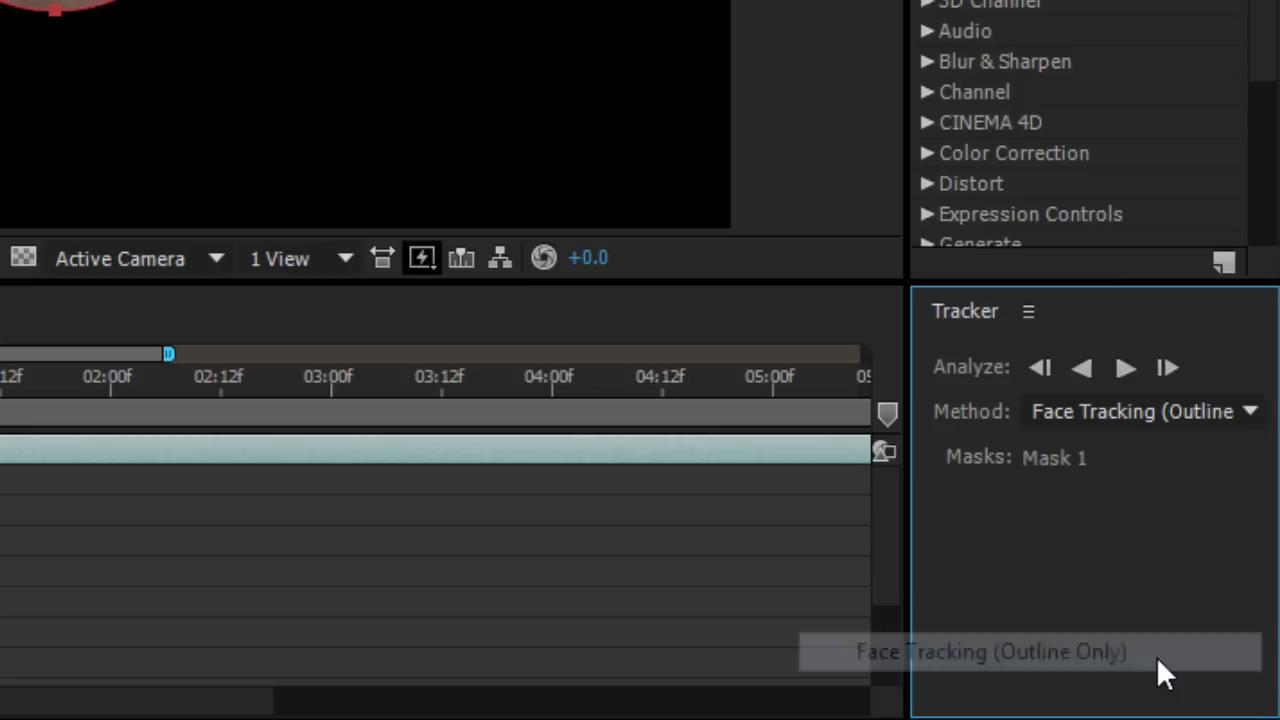 3D Channel
Audio
Blur & Sharpen
Channel
CINEMA 4D
Color Correction
Distort
Expression Controls
Generate
Active Camera
1 View
+0.0
Tracker
12f
02:00f
02:12f
03:00f
03:12f
04:00f
04:12f
05:00f
05
Analyze:
Method:
Face Tracking (Outline
Masks:
Mask 1
Face Tracking (Outline Only)